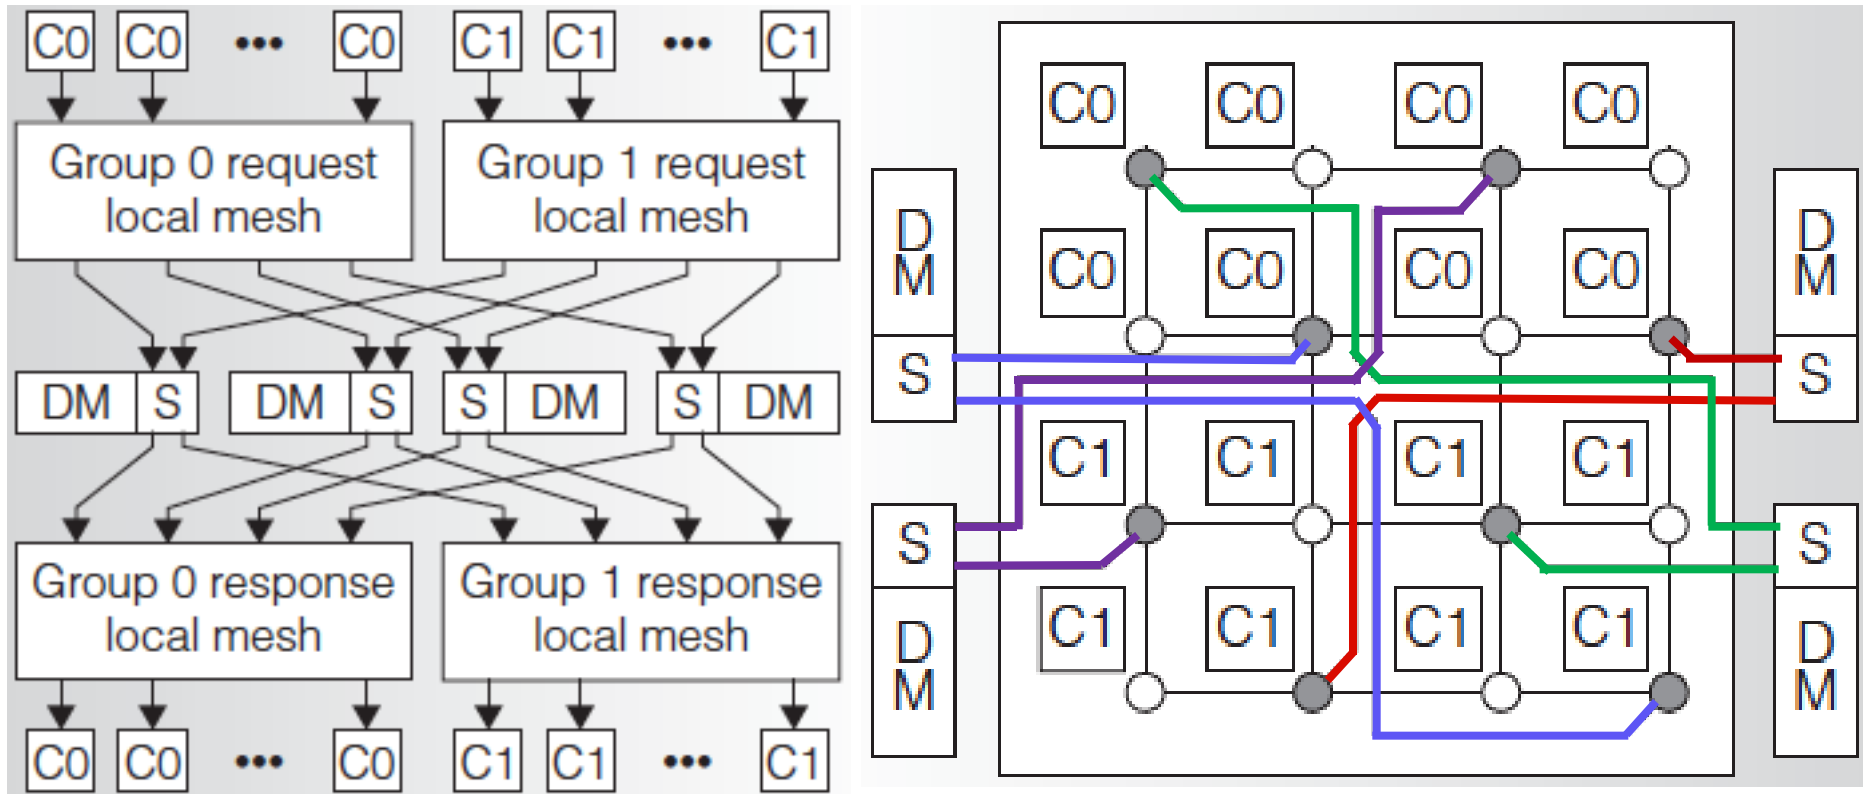 C0 C0 ••• C0 C1 C1 ••• C1
Group 0 request
local mesh
Group 1 request
local mesh
DM S DM S S DM S DM
Group 0 response
local mesh
Group 1 response
local mesh
C0 C0 ••• C0 C1 C1 ••• C1
C0 C0 C0 C0
D
M
S
C0 C0 C0 C0
D
M
S
C1 C1 C1 C1
S
D
M
C1 C1 C1 C1
S
D
M